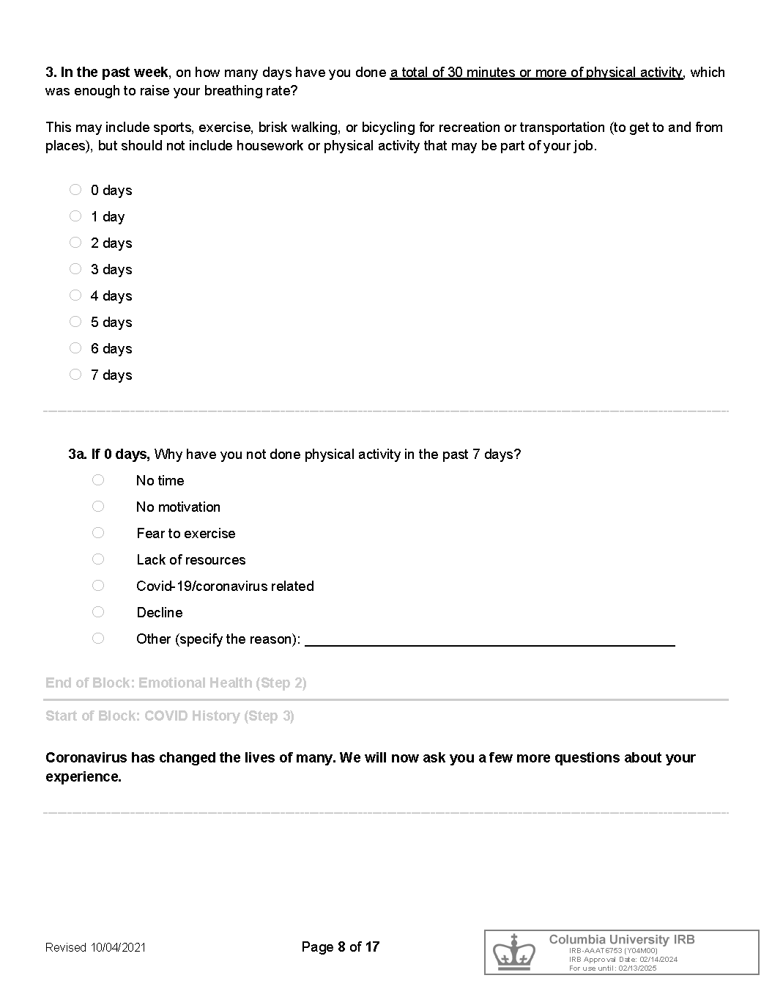 3. In the past week, on how many days have you done a total of 30 minutes or more of physical activity, which
was enough to raise your breathing rate?
This may include sports, exercise, brisk walking, or bicycling for recreation or transportation (to get to and from
places), but should not include housework or physical activity that may be part of your job.
0 days
1 day
2 days
3 days
4 days
5 days
6 days
7 days
3a. If 0 days, Why have you not done physical activity in the past 7 days?
No time
No motivation
Fear to exercise
Lack of resources
Covid-19/coronavirus related
Decline
Other (specify the reason): ________________________________________________
End of Block: Emotional Health (Step 2)
Start of Block: COVID History (Step 3)
Coronavirus has changed the lives of many. We will now ask you a few more questions about your
experience.
Revised 10/04/2021
Page 8 of 17
Columbia University IRB
IRB-AAAT6753 (Y04M00)
IRB Approval Date: 02/14/2024
For use until: 02/13/2025